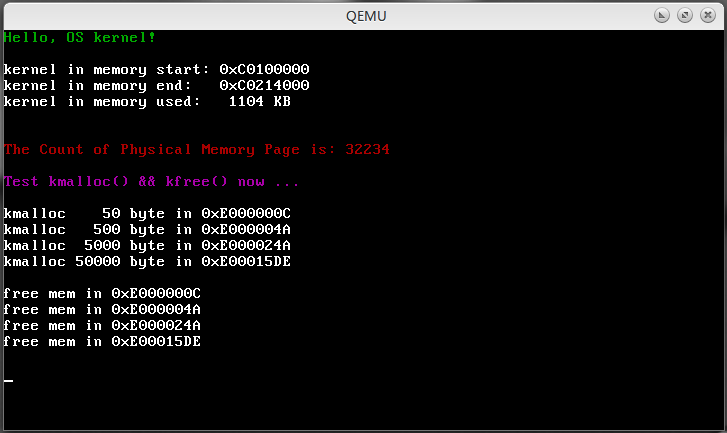 QEMU
Hello, OS kernel!
kernel in memory start: 0xC0100000
kernel in memory end:   0xC0214000
kernel in memory used:   1104 KB
The Count of Physical Memory Page is: 32234
Test kmalloc() && kfree() now ...
kmalloc    50 byte in 0xE000000C
kmalloc   500 byte in 0xE000004A
kmalloc  5000 byte in 0xE000024A
kmalloc 50000 byte in 0xE00015DE
free mem in 0xE000000C
free mem in 0xE000004A
free mem in 0xE000024A
free mem in 0xE00015DE